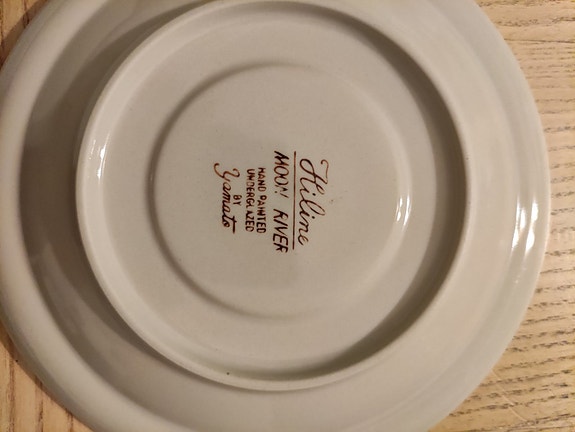 Hiline
MOON RIVER
HAND PAINTED
UNDERGLAZED
BY
Yamato